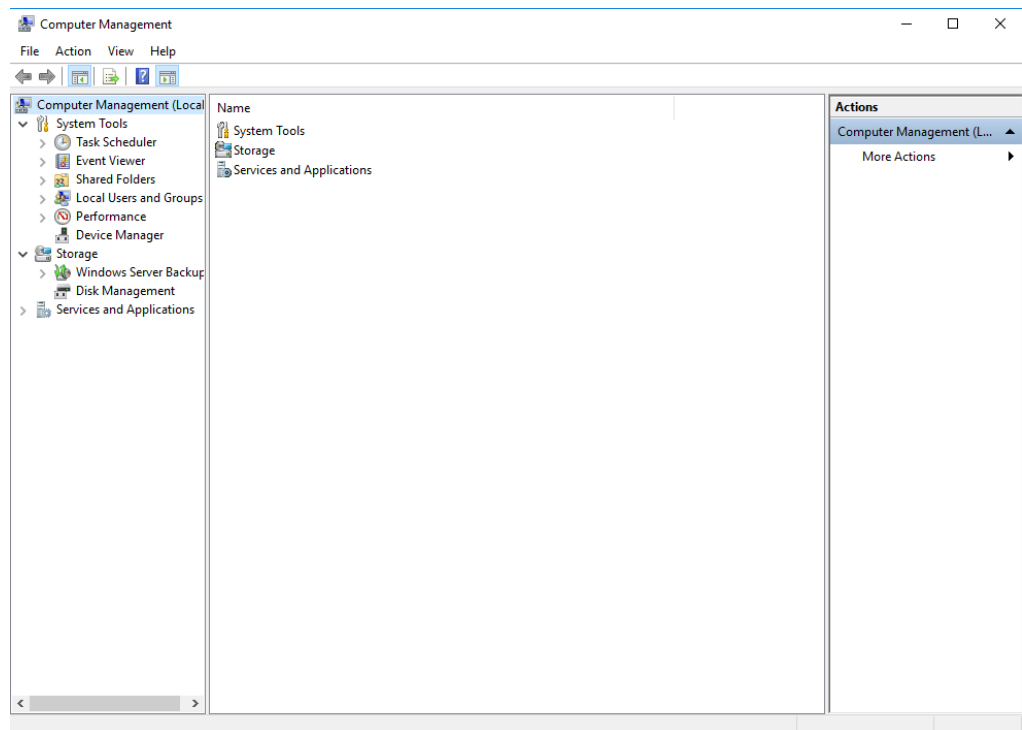 Computer Management
File Action View Help
Computer Management (Local
System Tools
Task Scheduler
Event Viewer
Shared Folders
Local Users and Groups
Performance
Device Manager
Storage
Windows Server Backup
Disk Management
Services and Applications
Name
System Tools
Storage
Services and Applications
Actions
Computer Management (L...
More Actions